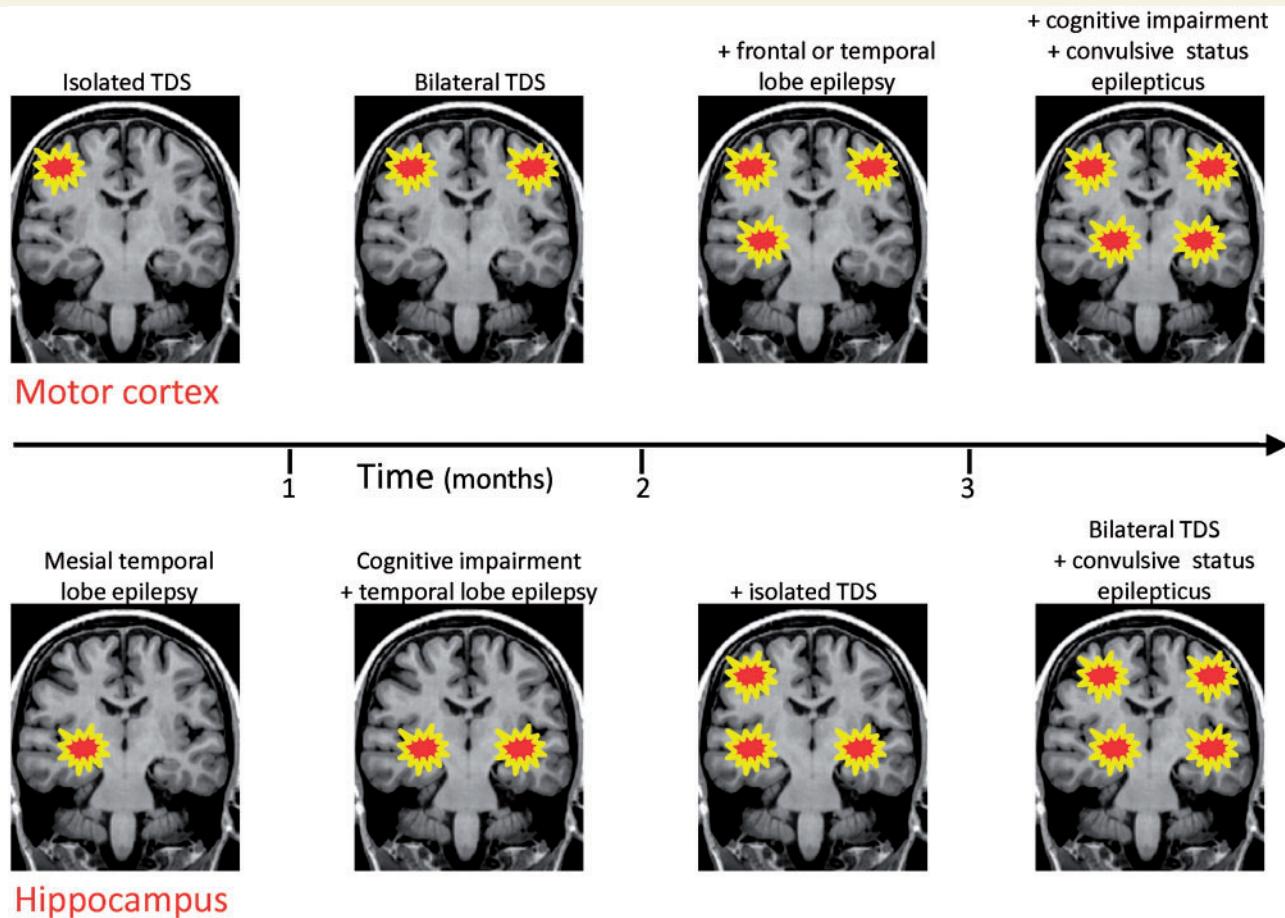 Isolated TDS
Bilateral TDS
+ frontal or temporal
lobe epilepsy
+ cognitive impairment
+ convulsive status
epilepticus
Motor cortex
Time (months)
1
2
3
Mesial temporal
lobe epilepsy
Cognitive impairment
+ temporal lobe epilepsy
+ isolated TDS
Bilateral TDS
+ convulsive status
epilepticus
Hippocampus